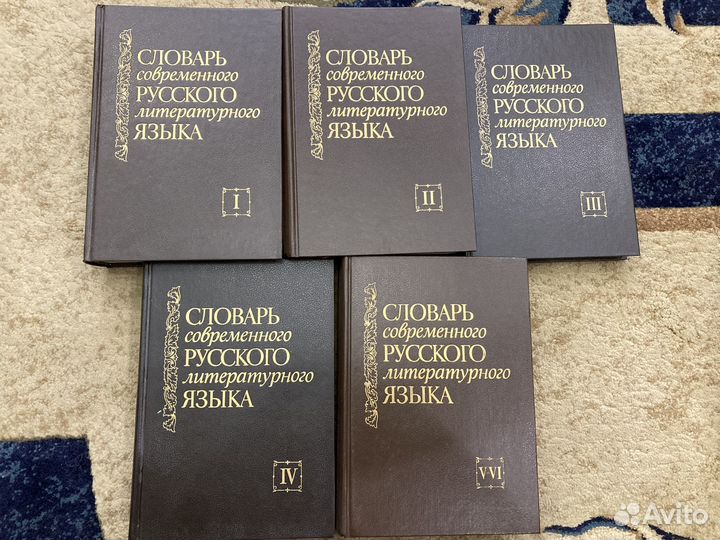 СЛОВАРЬ
современного
РУССКОГО
литературного
ЯЗЫКА
I
СЛОВАРЬ
современного
РУССКОГО
литературного
ЯЗЫКА
II
СЛОВАРЬ
современного
РУССКОГО
литературного
ЯЗЫКА
III
СЛОВАРЬ
современного
РУССКОГО
литературного
ЯЗЫКА
IV
СЛОВАРЬ
современного
РУССКОГО
литературного
ЯЗЫКА
V-VI
Avito